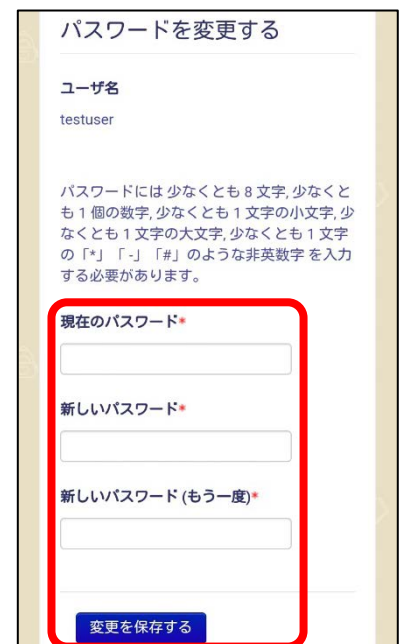 パスワードを変更する
ユーザ名
testuser
パスワードには 少なくとも 8 文字, 少なくと
も 1 個の数字, 少なくとも 1 文字の小文字, 少
なくとも 1 文字の大文字, 少なくとも 1 文字
の「*」「-」「#」のような非英数字 を入力
する必要があります。
現在のパスワード*
新しいパスワード*
新しいパスワード (もう一度)*
変更を保存する